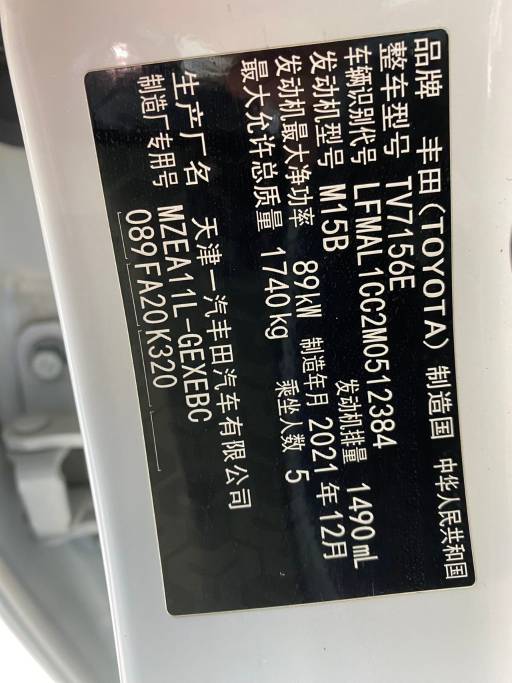 品牌 丰田(TOYOTA) 制造国 中华人民共和国
整车型号 TV7156E
车辆识别代号 LFMAL1CC2M0512384
发动机型号 M15B 发动机排量 1490mL
发动机最大净功率 89kW 制造年月 2021年12月
最大允许总质量 1740kg 乘坐人数 5
生产厂名 天津一汽丰田汽车有限公司
制造厂专用号 MZEA11L-GEXEBC
089FA20K320